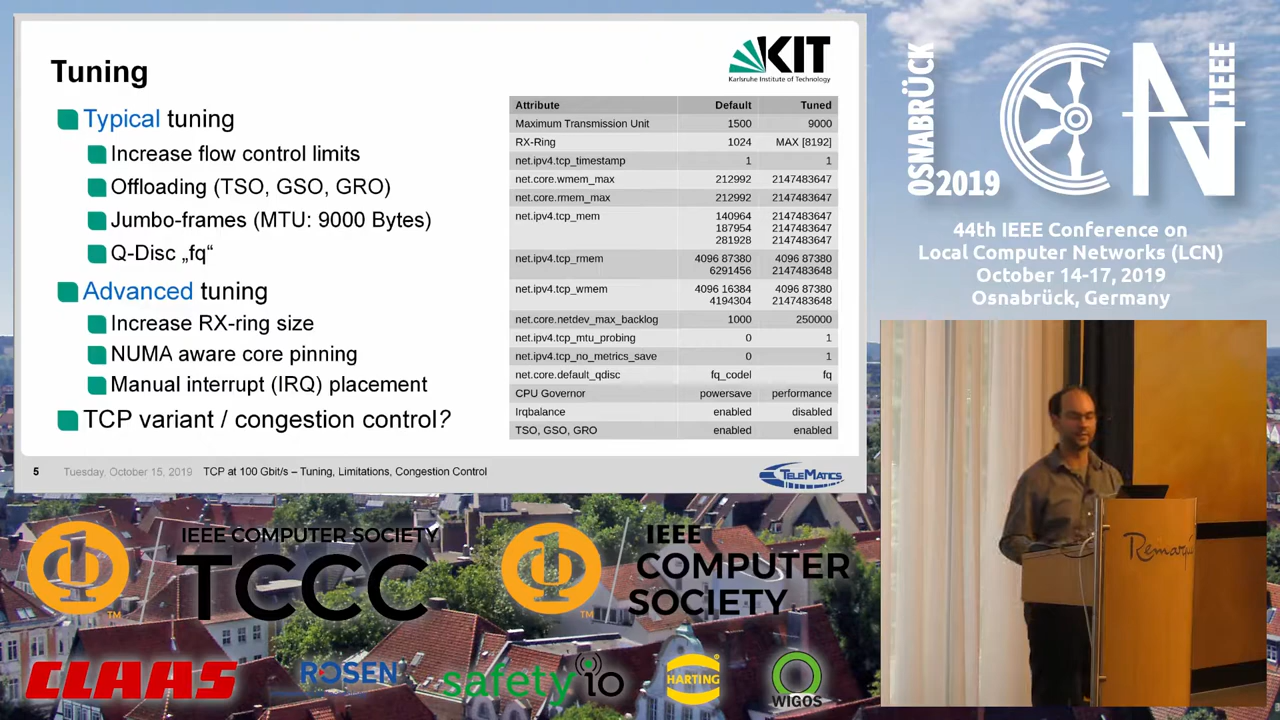 Tuning
KIT
Karlsruhe Institute of Technology
Typical tuning
Increase flow control limits
Offloading (TSO, GSO, GRO)
Jumbo-frames (MTU: 9000 Bytes)
Q-Disc „fq“
Advanced tuning
Increase RX-ring size
NUMA aware core pinning
Manual interrupt (IRQ) placement
TCP variant / congestion control?
Attribute Default Tuned
Maximum Transmission Unit 1500 9000
RX-Ring 1024 MAX [8192]
net.ipv4.tcp_timestamp 1 1
net.core.wmem_max 212992 2147483647
net.core.rmem_max 212992 2147483647
net.ipv4.tcp_mem 140964 2147483647
187954 2147483647
281928 2147483647
net.ipv4.tcp_rmem 4096 87380 4096 87380
6291456 2147483648
net.ipv4.tcp_wmem 4096 16384 4096 87380
4194304 2147483648
net.core.netdev_max_backlog 1000 250000
net.ipv4.tcp_mtu_probing 0 1
net.ipv4.tcp_no_metrics_save 0 1
net.core.default_qdisc fq_codel fq
CPU Governor powersave performance
Irqbalance enabled disabled
TSO, GSO, GRO enabled enabled
5 Tuesday, October 15, 2019 TCP at 100 Gbit/s – Tuning, Limitations, Congestion Control
TELEMATICS
OSNABRÜCK
2019
LCN
IEEE
44th IEEE Conference on
Local Computer Networks (LCN)
October 14-17, 2019
Osnabrück, Germany
Remarque
IEEE COMPUTER SOCIETY
TCCC
TM
IEEE
COMPUTER
SOCIETY
TM
CLAAS
ROSEN
safety io
HARTING
WIGOS